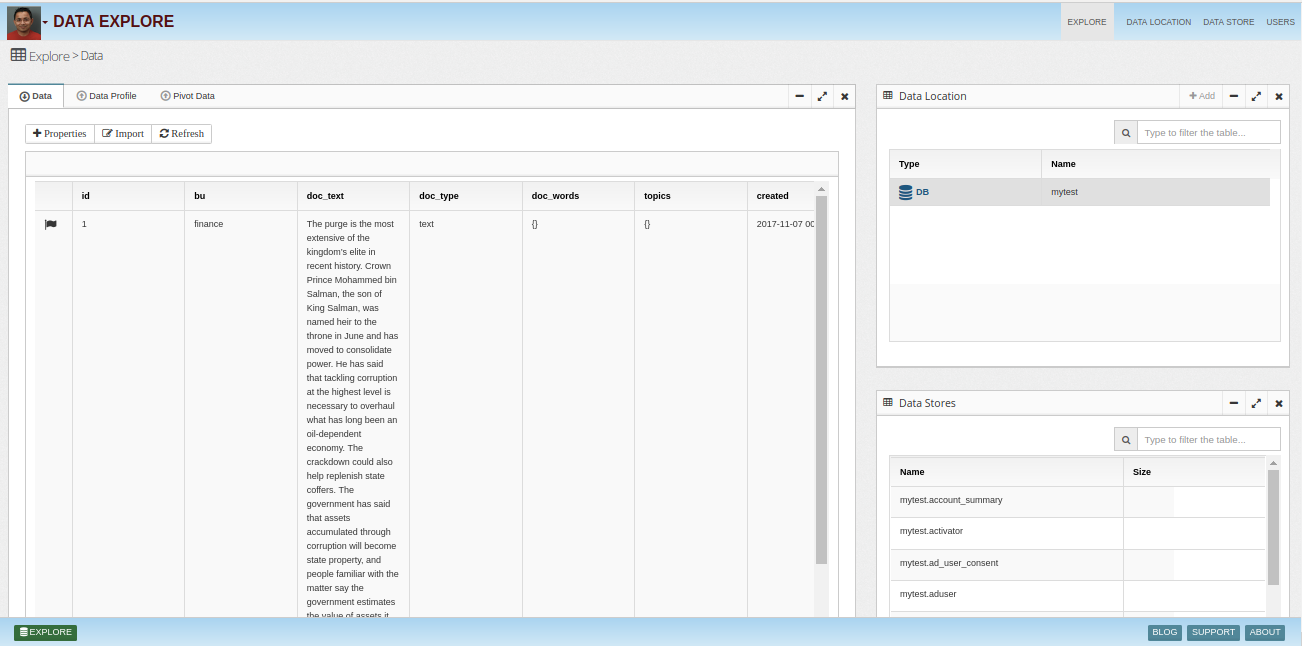 DATA EXPLORE
EXPLORE DATA LOCATION DATA STORE USERS
Explore > Data
Data Data Profile Pivot Data
Properties Import Refresh
id bu doc_text doc_type doc_words topics created
1 finance The purge is the most text {} {} 2017-11-07 00
extensive of the
kingdom's elite in
recent history. Crown
Prince Mohammed bin
Salman, the son of
King Salman, was
named heir to the
throne in June and has
moved to consolidate
power. He has said
that tackling corruption
at the highest level is
necessary to overhaul
what has long been an
oil-dependent
economy. The
crackdown could also
help replenish state
coffers. The
government has said
that assets
accumulated through
corruption will become
state property, and
people familiar with the
matter say the
government estimates
the value of assets it
Data Location
+ Add
Type to filter the table...
Type Name
DB mytest
Data Stores
Type to filter the table...
Name Size
mytest.account_summary
mytest.activator
mytest.ad_user_consent
mytest.aduser
EXPLORE
BLOG SUPPORT ABOUT